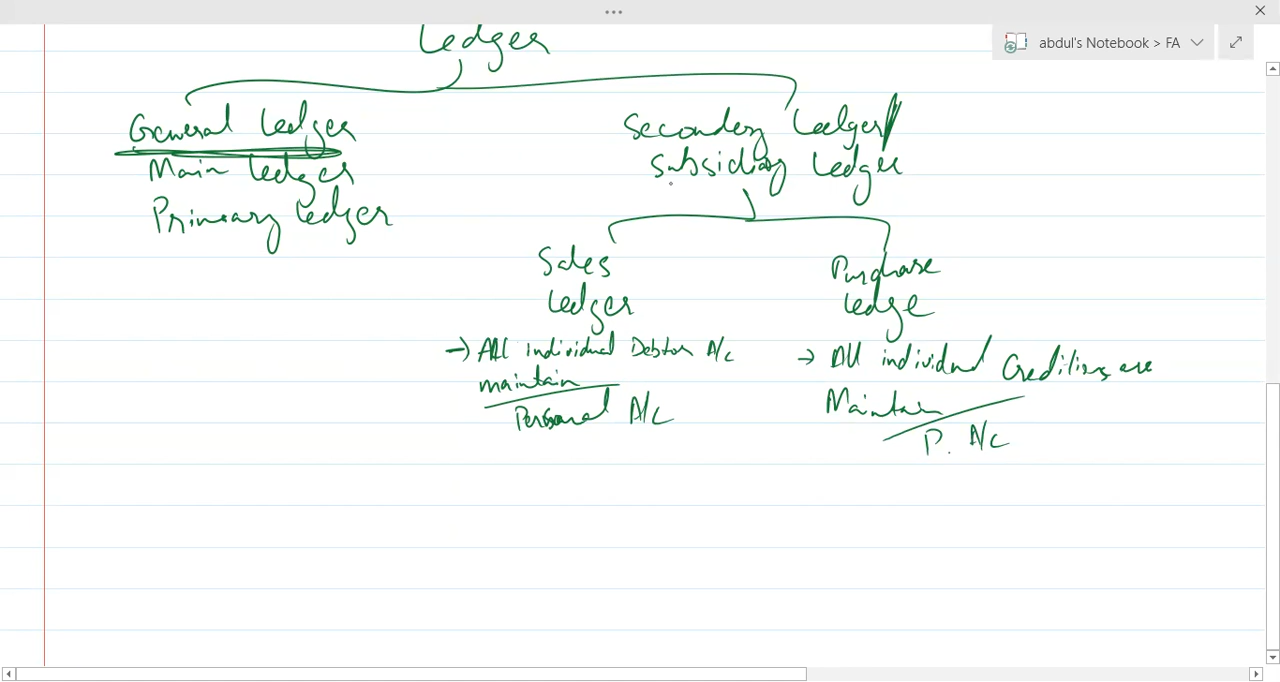 abdul's Notebook > FA
Ledger
General Ledger
Main Ledger
Primary Ledger
Secondary Ledger
Subsidiary Ledger
Sales
Ledger
→ All individual Debtor A/c
maintain
Personal A/c
Purchase
Ledge
→ All individual Creditors are
Maintain
P. A/c